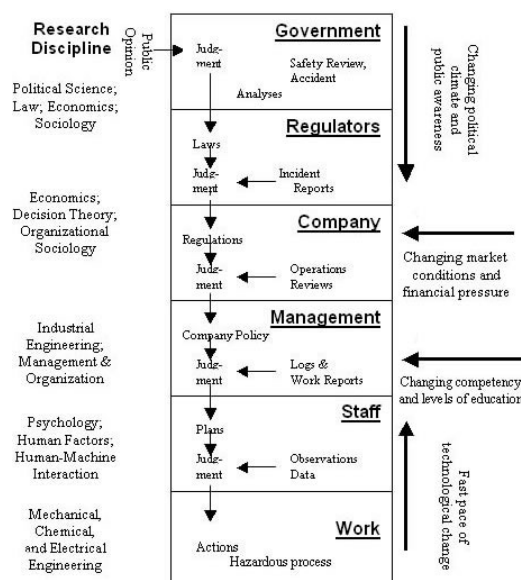 Research
Discipline
Public
Opinion
Government
Judg-
ment
Safety Review,
Accident
Analyses
Changing political
climate and
public awareness
Political Science;
Law; Economics;
Sociology
Regulators
Laws
Judg-
ment
Incident
Reports
Economics;
Decision Theory;
Organizational
Sociology
Company
Regulations
Judg-
ment
Operations
Reviews
Changing market
conditions and
financial pressure
Management
Company Policy
Judg-
ment
Logs &
Work Reports
Industrial
Engineering;
Management &
Organization
Changing competency
and levels of education
Staff
Plans
Judg-
ment
Observations
Data
Psychology;
Human Factors;
Human-Machine
Interaction
Fast pace of
technological change
Work
Actions
Hazardous process
Mechanical,
Chemical,
and Electrical
Engineering